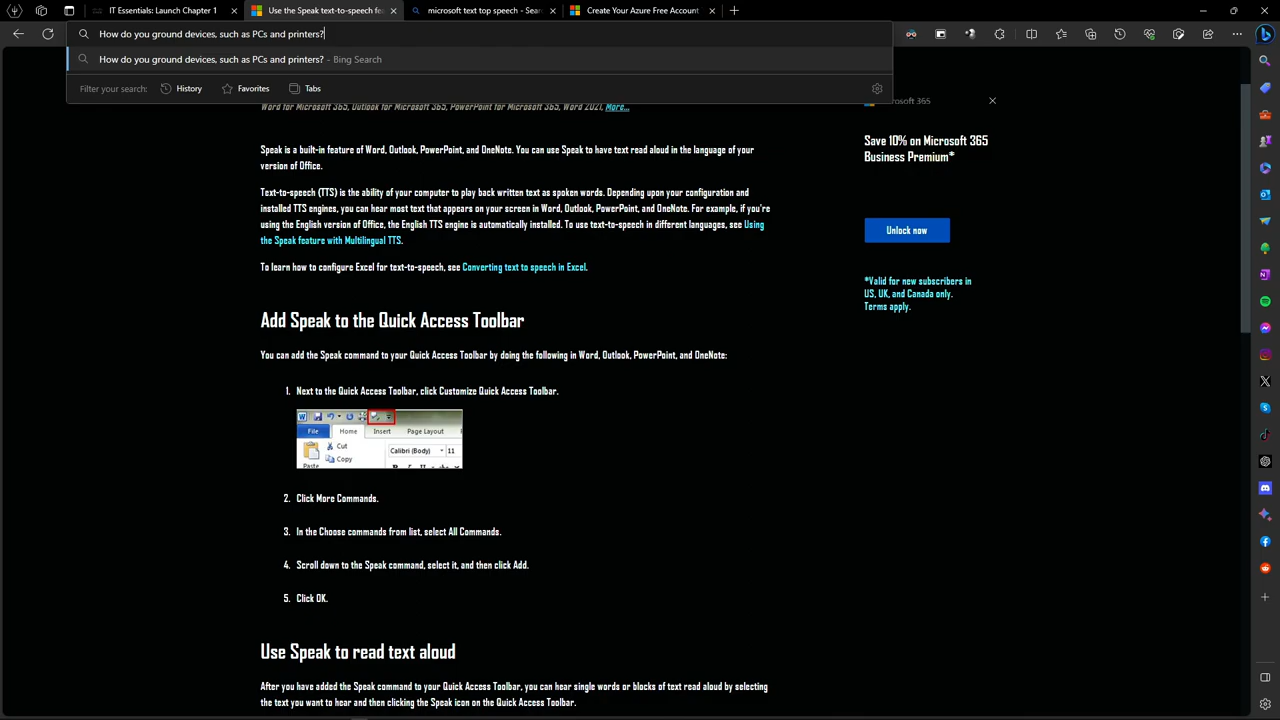 IT Essentials: Launch Chapter 1
Use the Speak text-to-speech fea
microsoft text top speech - Sear
Create Your Azure Free Account
How do you ground devices, such as PCs and printers?
How do you ground devices, such as PCs and printers? - Bing Search
Filter your search: History Favorites Tabs
Word for Microsoft 365, Outlook for Microsoft 365, PowerPoint for Microsoft 365, Word 2021, More...
Speak is a built-in feature of Word, Outlook, PowerPoint, and OneNote. You can use Speak to have text read aloud in the language of your
version of Office.
Text-to-speech (TTS) is the ability of your computer to play back written text as spoken words. Depending upon your configuration and
installed TTS engines, you can hear most text that appears on your screen in Word, Outlook, PowerPoint, and OneNote. For example, if you're
using the English version of Office, the English TTS engine is automatically installed. To use text-to-speech in different languages, see Using
the Speak feature with Multilingual TTS.
To learn how to configure Excel for text-to-speech, see Converting text to speech in Excel.
Add Speak to the Quick Access Toolbar
You can add the Speak command to your Quick Access Toolbar by doing the following in Word, Outlook, PowerPoint, and OneNote:
1. Next to the Quick Access Toolbar, click Customize Quick Access Toolbar.
File Home Insert Page Layout
Cut
Copy
Paste
Calibri (Body) 11
2. Click More Commands.
3. In the Choose commands from list, select All Commands.
4. Scroll down to the Speak command, select it, and then click Add.
5. Click OK.
Use Speak to read text aloud
After you have added the Speak command to your Quick Access Toolbar, you can hear single words or blocks of text read aloud by selecting
the text you want to hear and then clicking the Speak icon on the Quick Access Toolbar.
365
Save 10% on Microsoft 365
Business Premium*
Unlock now
*Valid for new subscribers in
US, UK, and Canada only.
Terms apply.